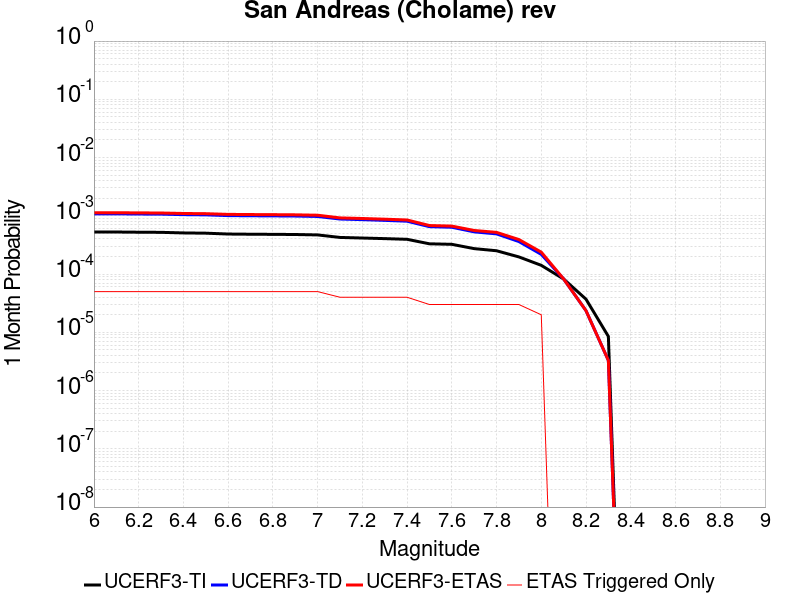 San Andreas (Cholame) rev
10^0
10^-1
10^-2
10^-3
10^-4
10^-5
10^-6
10^-7
10^-8
1 Month Probability
6 6.2 6.4 6.6 6.8 7 7.2 7.4 7.6 7.8 8 8.2 8.4 8.6 8.8 9
Magnitude
UCERF3-TI UCERF3-TD UCERF3-ETAS ETAS Triggered Only